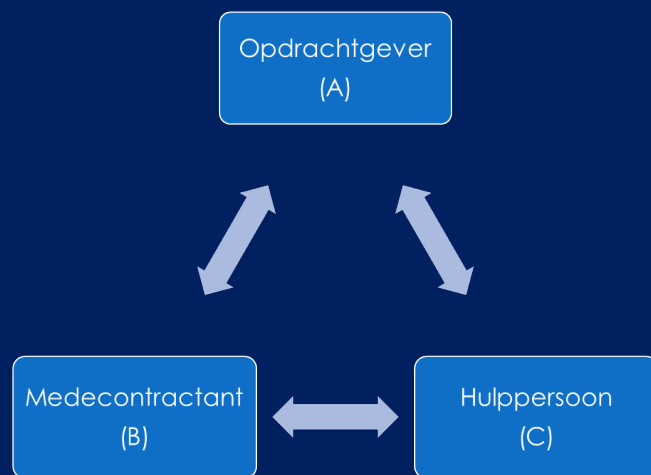 Opdrachtgever
(A)
Medecontractant
(B)
Hulppersoon
(C)